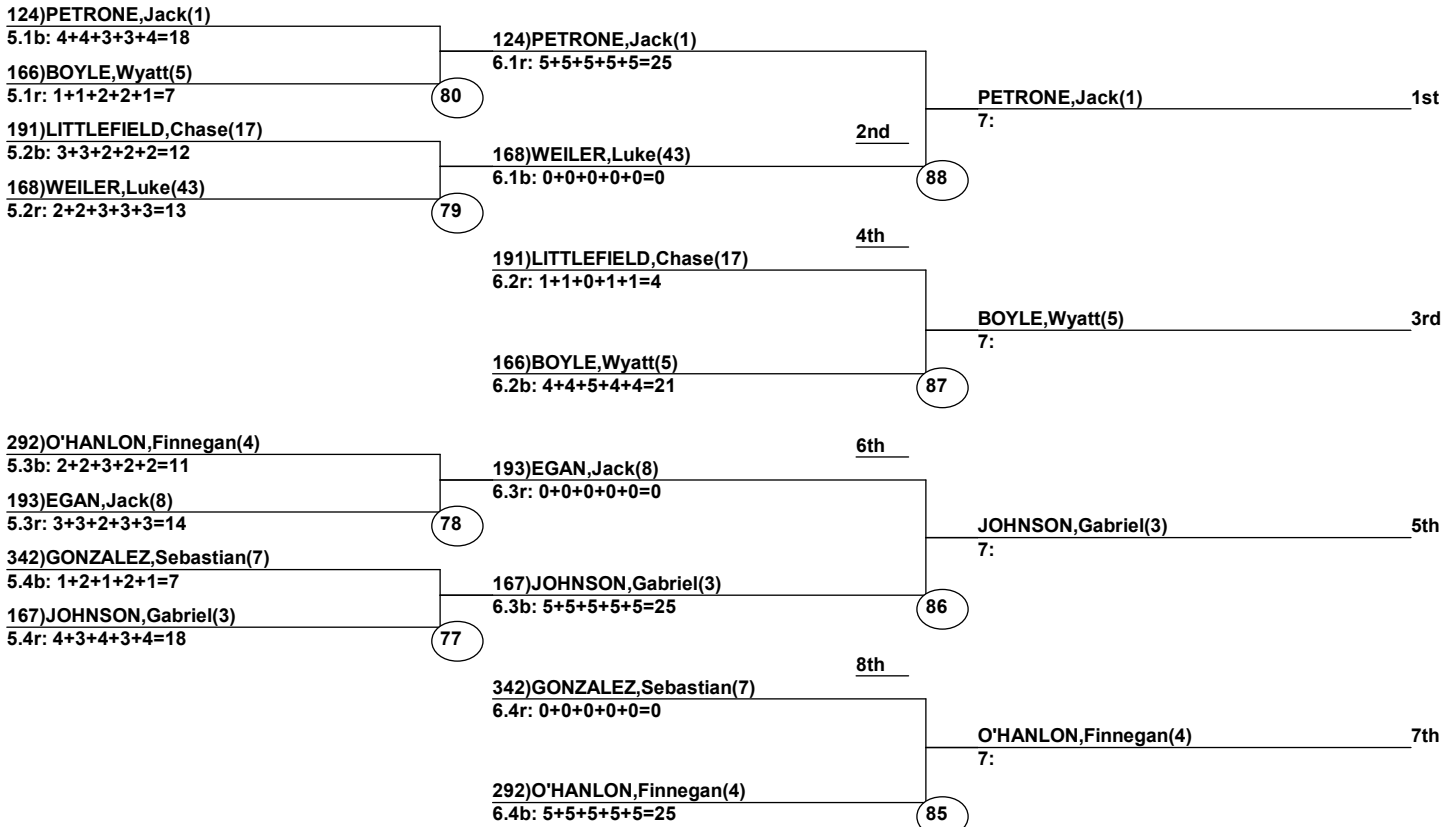 124)PETRONE,Jack(1)
5.1b: 4+4+3+3+4=18
166)BOYLE,Wyatt(5)
5.1r: 1+1+2+2+1=7
80
191)LITTLEFIELD,Chase(17)
5.2b: 3+3+2+2+2=12
168)WEILER,Luke(43)
5.2r: 2+2+3+3+3=13
79
124)PETRONE,Jack(1)
6.1r: 5+5+5+5+5=25
2nd
168)WEILER,Luke(43)
6.1b: 0+0+0+0+0=0
88
PETRONE,Jack(1)
1st
7:
4th
191)LITTLEFIELD,Chase(17)
6.2r: 1+1+0+1+1=4
166)BOYLE,Wyatt(5)
6.2b: 4+4+5+4+4=21
87
BOYLE,Wyatt(5)
3rd
7:
292)O'HANLON,Finnegan(4)
5.3b: 2+2+3+2+2=11
193)EGAN,Jack(8)
5.3r: 3+3+2+3+3=14
78
342)GONZALEZ,Sebastian(7)
5.4b: 1+2+1+2+1=7
167)JOHNSON,Gabriel(3)
5.4r: 4+3+4+3+4=18
77
6th
193)EGAN,Jack(8)
6.3r: 0+0+0+0+0=0
167)JOHNSON,Gabriel(3)
6.3b: 5+5+5+5+5=25
86
JOHNSON,Gabriel(3)
5th
7:
8th
342)GONZALEZ,Sebastian(7)
6.4r: 0+0+0+0+0=0
292)O'HANLON,Finnegan(4)
6.4b: 5+5+5+5+5=25
85
O'HANLON,Finnegan(4)
7th
7: